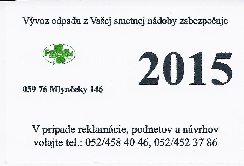 Vývoz odpadu z Vašej smetnej nádoby zabezpečuje
2015
059 76 Mlynčeky 146
V prípade reklamácie, podnetov a návrhov
volajte tel.: 052/458 40 46, 052/452 37 86